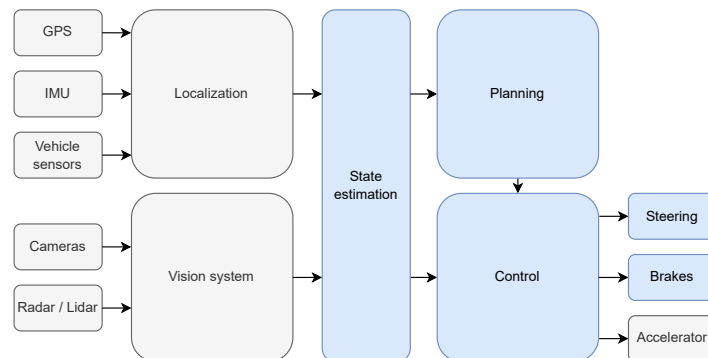 GPS
IMU
Vehicle
sensors
Localization
Cameras
Radar / Lidar
Vision system
State
estimation
Planning
Control
Steering
Brakes
Accelerator